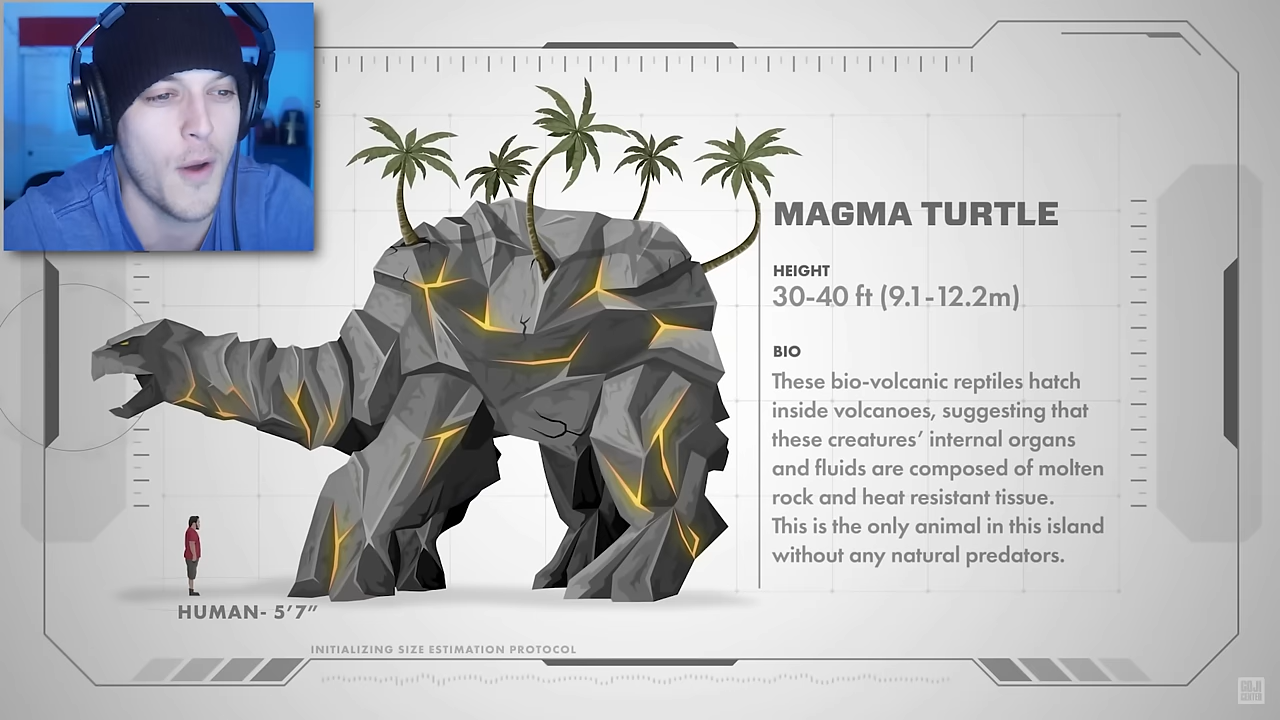 S
MAGMA TURTLE
HEIGHT
30-40 ft (9.1-12.2m)
BIO
These bio-volcanic reptiles hatch
inside volcanoes, suggesting that
these creatures’ internal organs
and fluids are composed of molten
rock and heat resistant tissue.
This is the only animal in this island
without any natural predators.
HUMAN- 5’7”
INITIALIZING SIZE ESTIMATION PROTOCOL
GOJI
CENTER